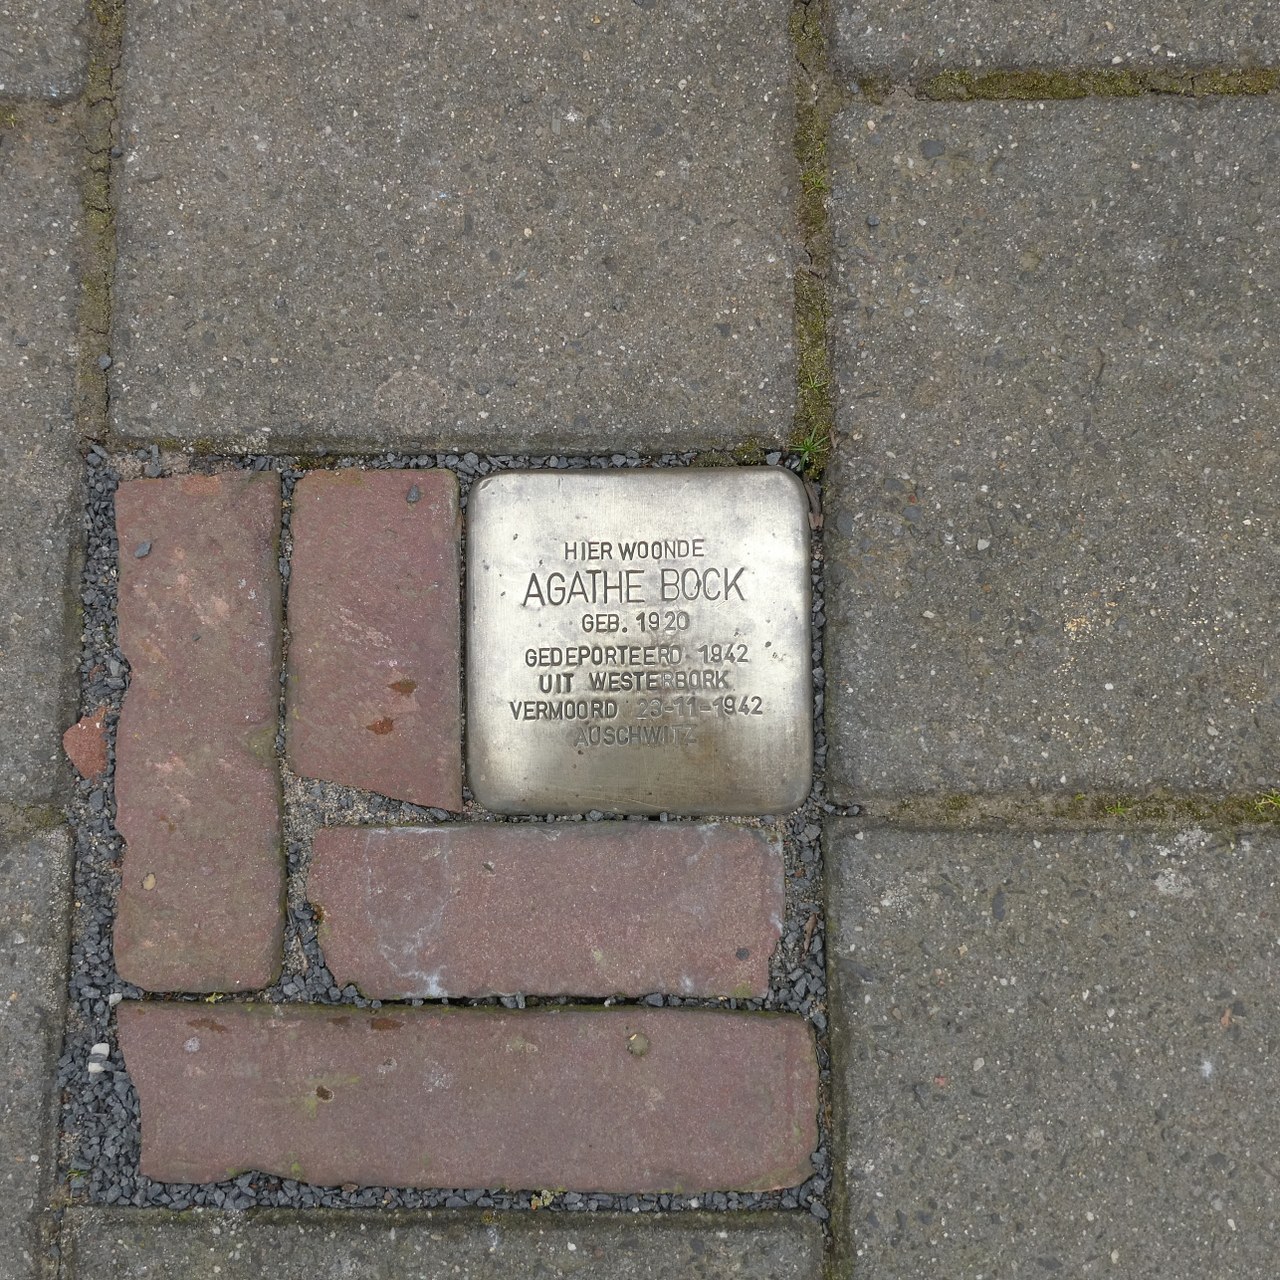 HIER WOONDE
AGATHE BOCK
GEB. 1920
GEDEPORTEERD 1942
UIT WESTERBORK
VERMOORD 23-11-1942
AUSCHWITZ